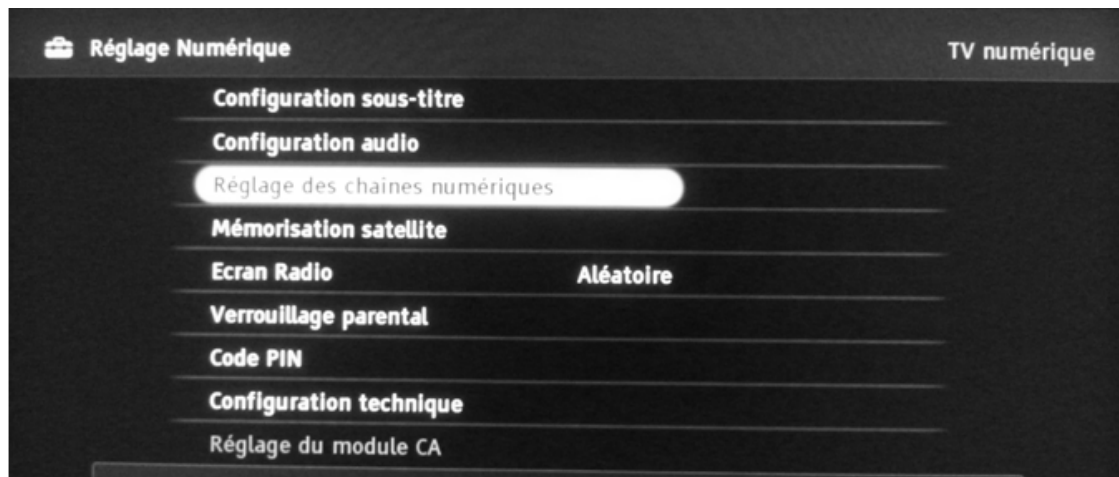 Réglage Numérique
TV numérique
Configuration sous-titre
Configuration audio
Réglage des chaines numériques
Mémorisation satellite
Ecran Radio Aléatoire
Verrouillage parental
Code PIN
Configuration technique
Réglage du module CA